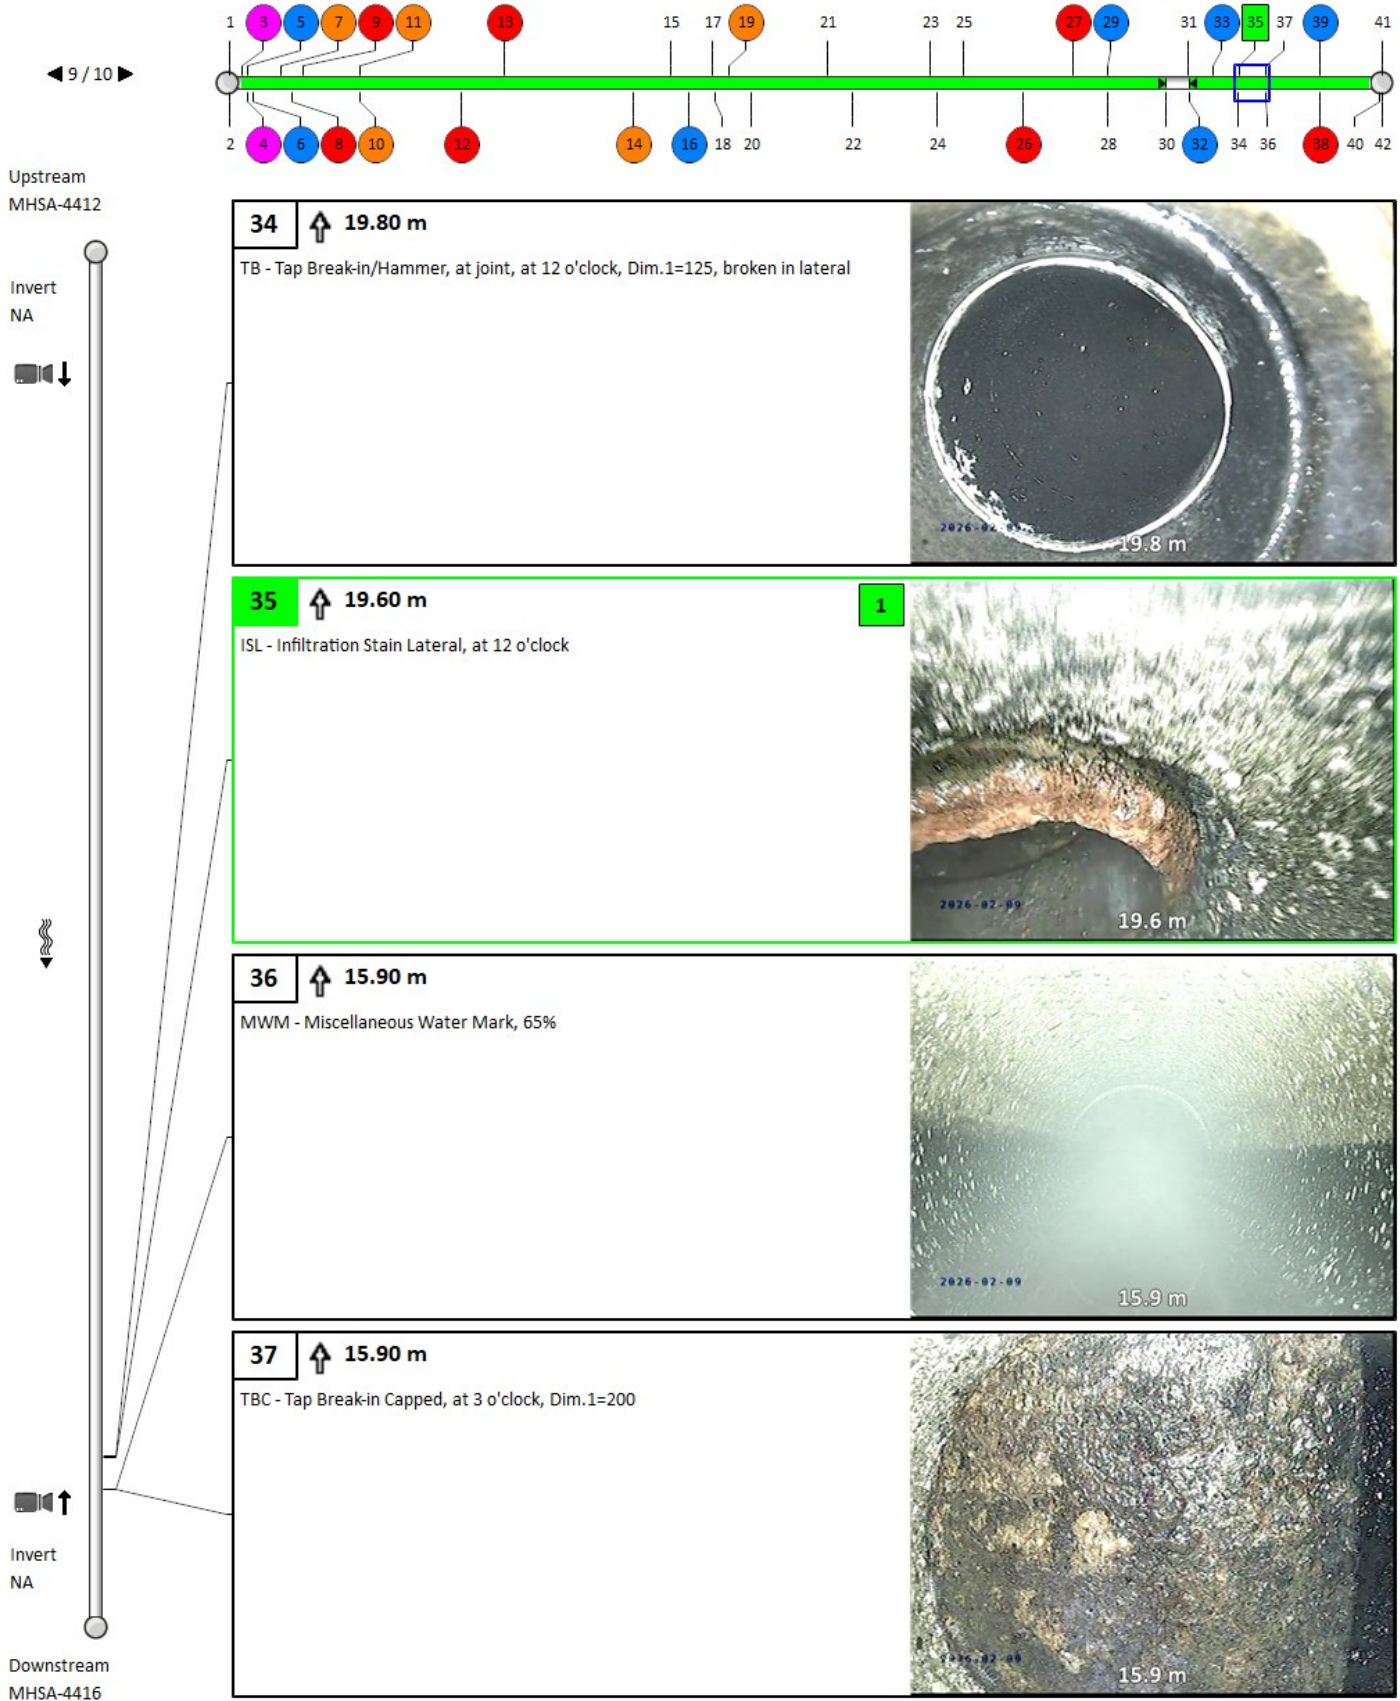 1 3 5 7 9 11 13 15 17 19 21 23 25 27 29 31 33 35 37 39 41
9 / 10
2 4 6 8 10 12 14 16 18 20 22 24 26 28 30 32 34 36 38 40 42
Upstream
MHSA-4412
Invert
NA
34 19.80 m
TB - Tap Break-in/Hammer, at joint, at 12 o'clock, Dim.1=125, broken in lateral
2026-02-09
19.8 m
35 19.60 m 1
ISL - Infiltration Stain Lateral, at 12 o'clock
2026-02-09
19.6 m
36 15.90 m
MWM - Miscellaneous Water Mark, 65%
2026-02-09
15.9 m
37 15.90 m
TBC - Tap Break-in Capped, at 3 o'clock, Dim.1=200
2026-02-09
15.9 m
Invert
NA
Downstream
MHSA-4416